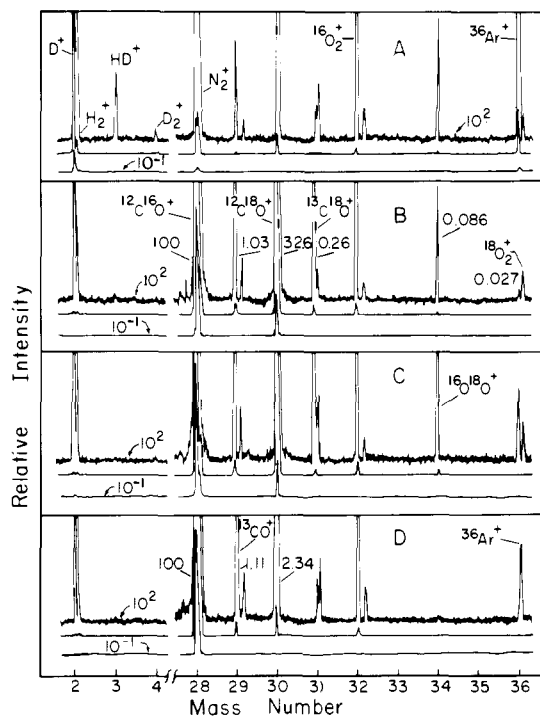 D⁺ HD⁺ H₂⁺ D₂⁺ N₂⁺ ¹⁶O₂⁺ A ³⁶Ar⁺
10²
10⁻¹
¹²C¹⁶O⁺ ¹²C¹⁸O⁺ ¹³C¹⁸O⁺ B
100 1.03 3.26 0.26 0.086 ¹⁸O₂⁺
0.027
10²
10⁻¹
C ¹⁶O¹⁸O⁺
10²
10⁻¹
¹³CO⁺ D ³⁶Ar⁺
100 1.11 2.34
10²
10⁻¹
2 3 4 28 29 30 31 32 33 34 35 36
Mass Number
Relative Intensity